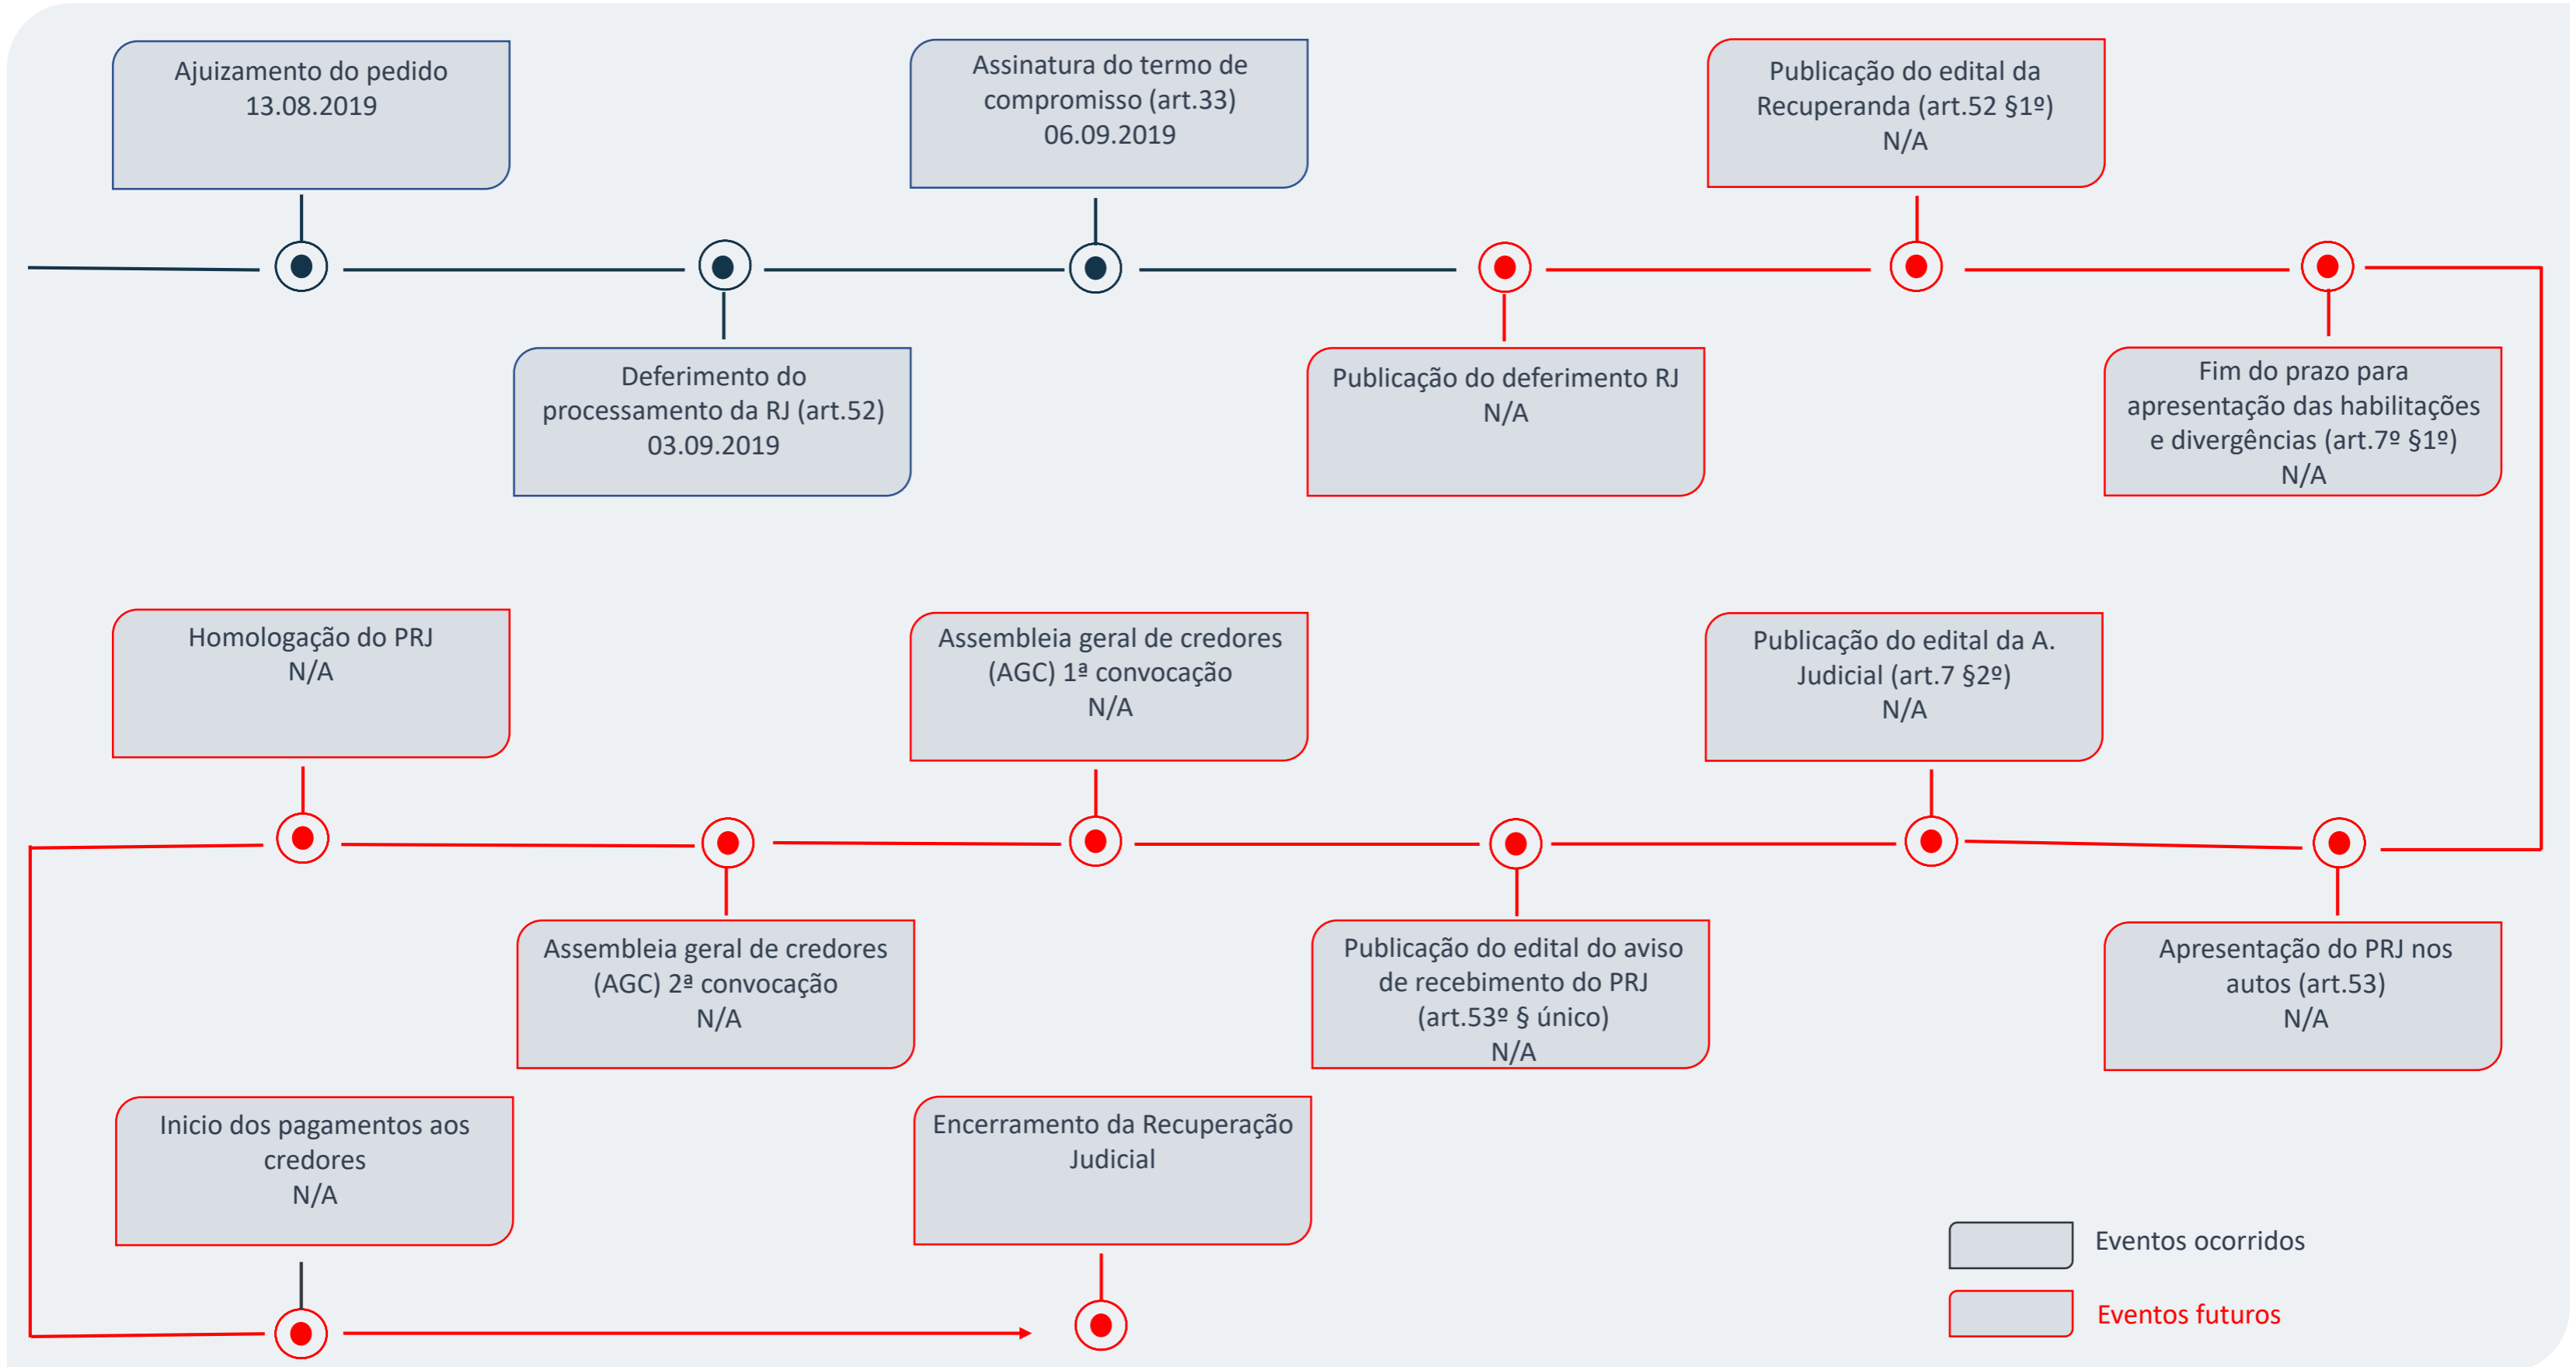 Ajuizamento do pedido
13.08.2019
Assinatura do termo de
compromisso (art.33)
06.09.2019
Publicação do edital da
Recuperanda (art.52 §1º)
N/A
Deferimento do
processamento da RJ (art.52)
03.09.2019
Publicação do deferimento RJ
N/A
Fim do prazo para
apresentação das habilitações
e divergências (art.7º §1º)
N/A
Homologação do PRJ
N/A
Assembleia geral de credores
(AGC) 1ª convocação
N/A
Publicação do edital da A.
Judicial (art.7 §2º)
N/A
Assembleia geral de credores
(AGC) 2ª convocação
N/A
Publicação do edital do aviso
de recebimento do PRJ
(art.53º § único)
N/A
Apresentação do PRJ nos
autos (art.53)
N/A
Inicio dos pagamentos aos
credores
N/A
Encerramento da Recuperação
Judicial
Eventos ocorridos
Eventos futuros